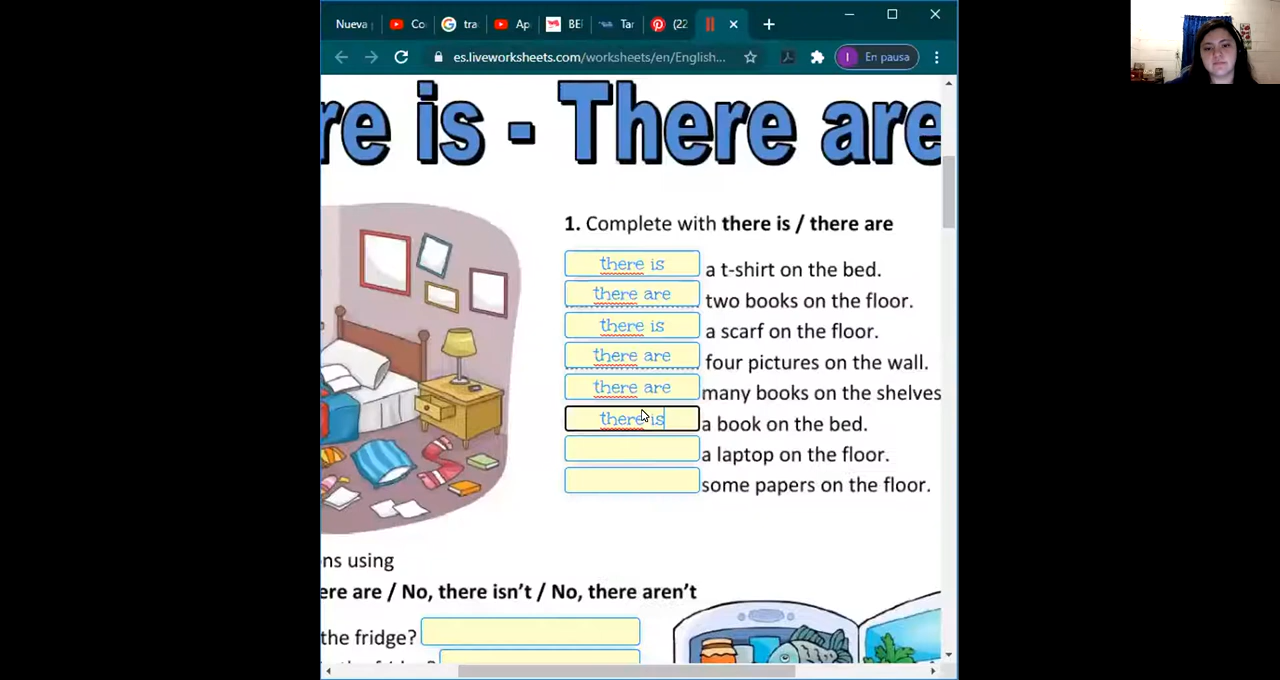 Nueva Co tra Ap BEI Tar (22
es.liveworksheets.com/worksheets/en/English... I En pausa
re is - There are
1. Complete with there is / there are
there is a t-shirt on the bed.
there are two books on the floor.
there is a scarf on the floor.
there are four pictures on the wall.
there are many books on the shelves
there is a book on the bed.
a laptop on the floor.
some papers on the floor.
ns using
ere are / No, there isn't / No, there aren't
the fridge?